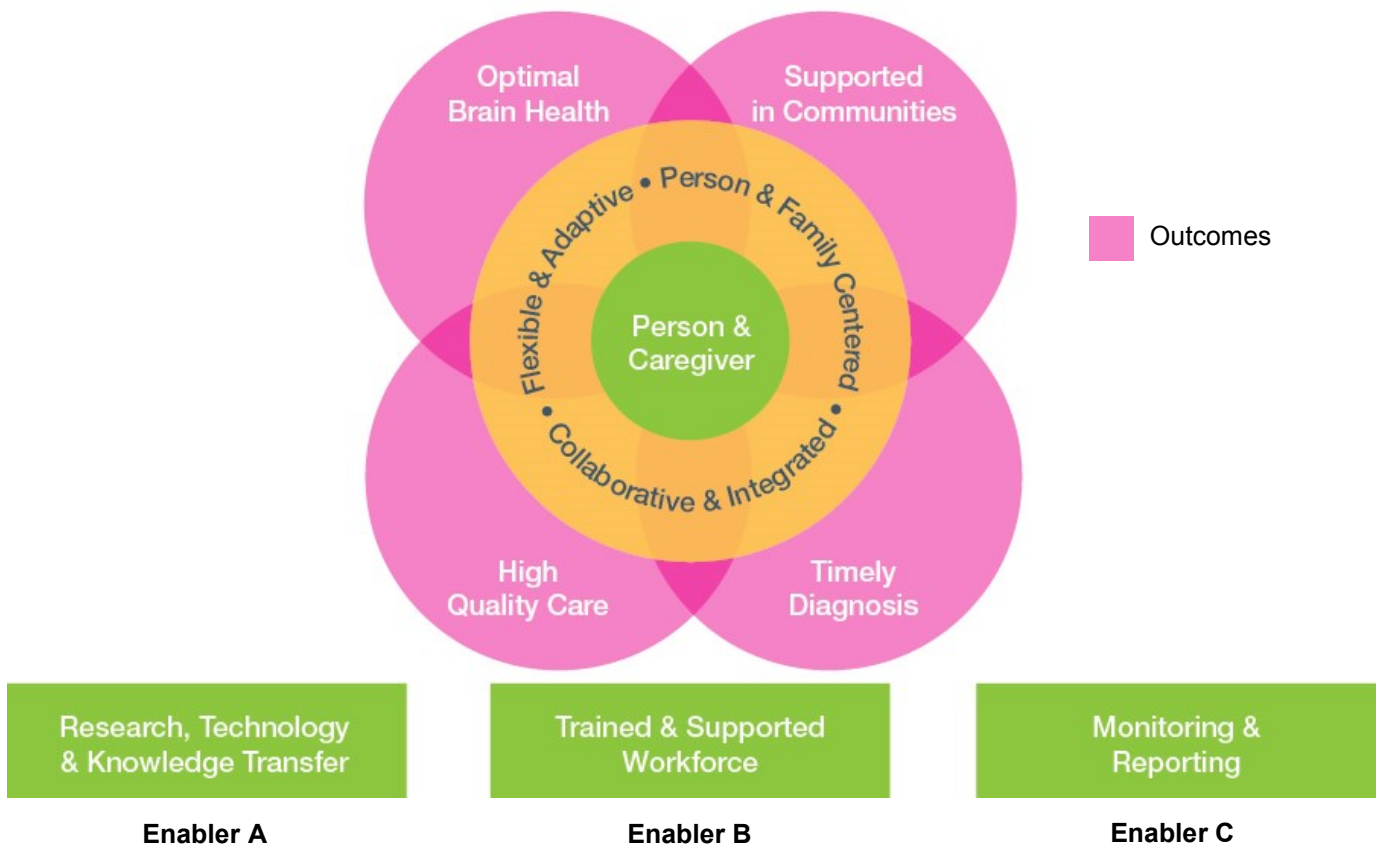 Optimal
Brain Health
Supported
in Communities
Flexible & Adaptive • Person & Family Centered • Collaborative & Integrated •
Person &
Caregiver
Outcomes
High
Quality Care
Timely
Diagnosis
Research, Technology
& Knowledge Transfer
Trained & Supported
Workforce
Monitoring &
Reporting
Enabler A
Enabler B
Enabler C